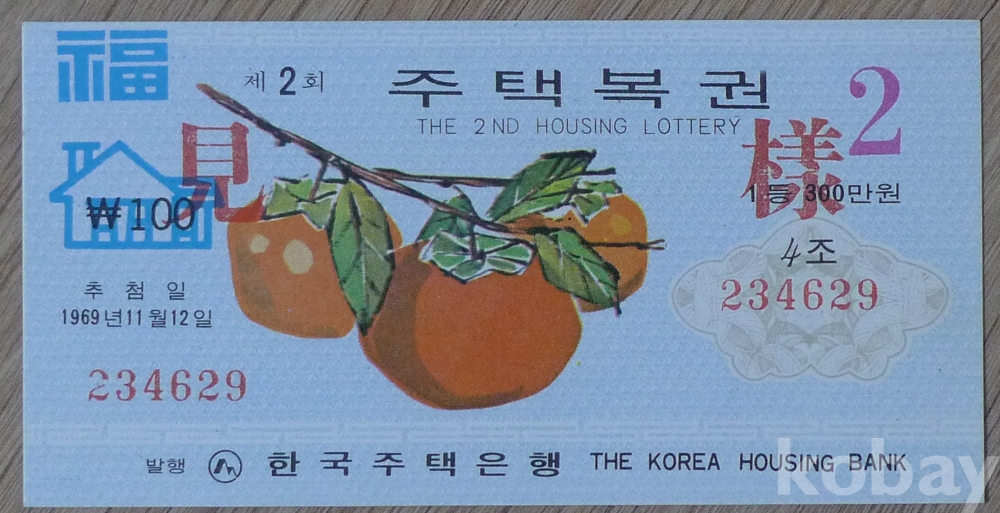 福
제 2 회 주택복권 2
THE 2ND HOUSING LOTTERY
見 樣
₩100
1등 300만원
4조
234629
추첨일
1969년11월12일
234629
발행 한국주택은행 THE KOREA HOUSING BANK
kobay